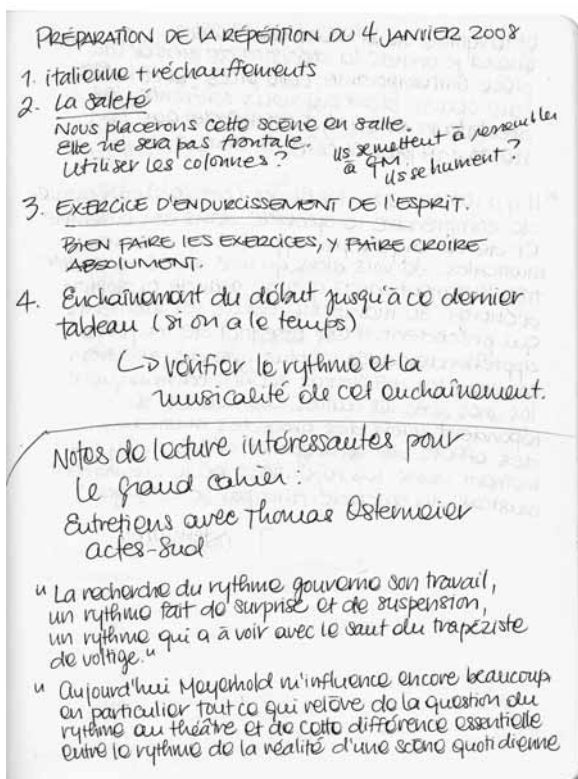 PRÉPARATION DE LA RÉPÉTITION DU 4 JANVIER 2008
1. italienne + réchauffements
2. La saleté
Nous placerons cette scène en salle.
Elle ne sera pas frontale.
Utiliser les colonnes ?
Ils se mettent à ressembler
à GM.
Ils se hument ?
3. EXERCICE D'ENDURCISSEMENT DE L'ESPRIT.
BIEN FAIRE LES EXERCICES, Y FAIRE CROIRE
ABSOLUMENT.
4. Enchaînement du début jusqu'à ce dernier
tableau (si on a le temps)
↳ vérifier le rythme et la
musicalité de cet enchaînement.
Notes de lecture intéressantes pour
Le grand cahier
Entretiens avec Thomas Ostermeier
actes-sud
" La recherche du rythme gouverne son travail,
un rythme fait de surprise et de suspension,
un rythme qui a à voir avec le saut du trapéziste
de voltige. "
" Aujourd'hui Meyerhold m'influence encore beaucoup
en particulier tout ce qui relève de la question du
rythme au théâtre et de cette différence essentielle
entre le rythme de la réalité d'une scène quotidienne